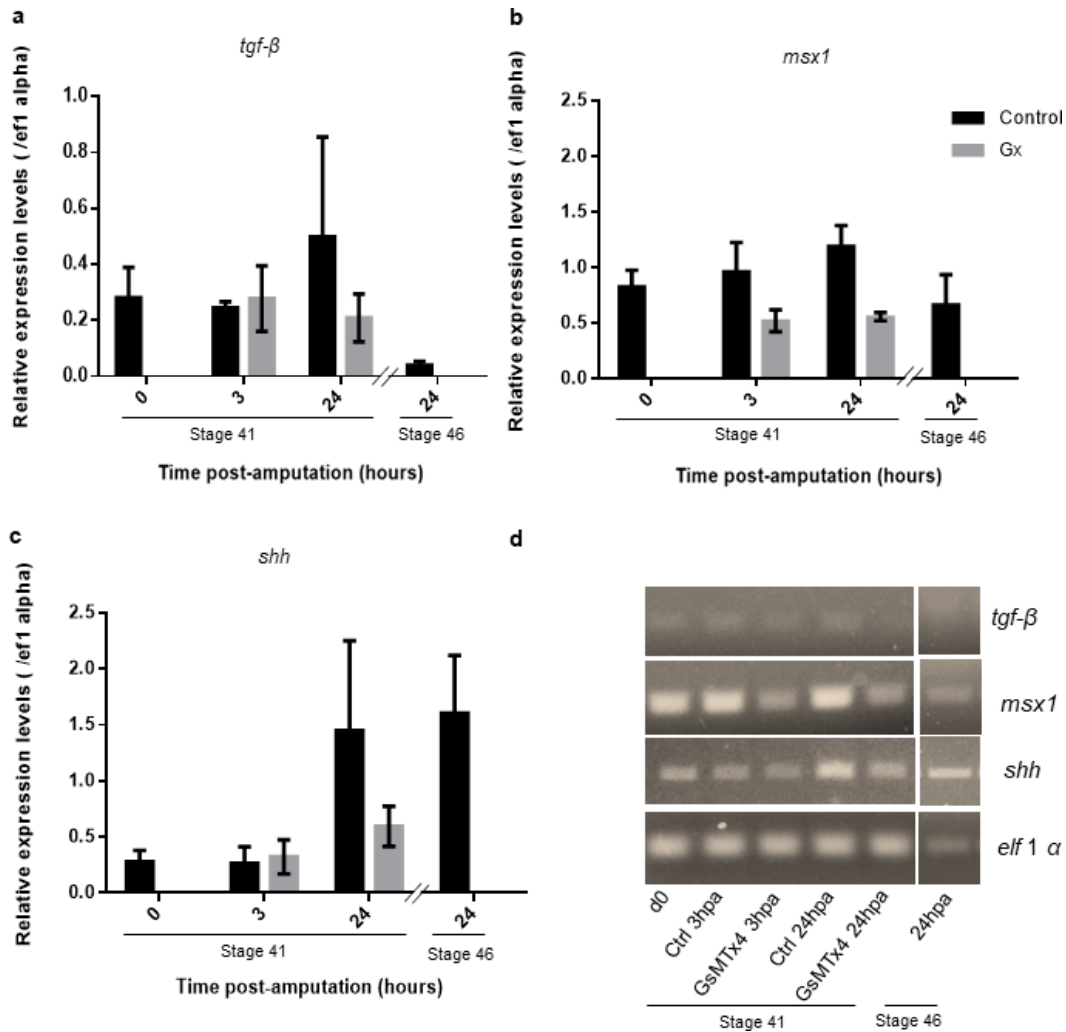 a
tgf-β
Relative expression levels ( /ef1 alpha)
1.0
0.8
0.6
0.4
0.2
0.0
0
3
24
24
Stage 41
Stage 46
Time post-amputation (hours)
b
msx1
Relative expression levels ( /ef1 alpha)
2.5
2.0
1.5
1.0
0.5
0.0
Control
Gx
0
3
24
24
Stage 41
Stage 46
Time post-amputation (hours)
c
shh
Relative expression levels ( /ef1 alpha)
2.5
2.0
1.5
1.0
0.5
0.0
0
3
24
24
Stage 41
Stage 46
Time post-amputation (hours)
d
tgf-β
msx1
shh
elf 1 α
d0
Ctrl 3hpa
GsMTx4 3hpa
Ctrl 24hpa
GsMTx4 24hpa
24hpa
Stage 41
Stage 46